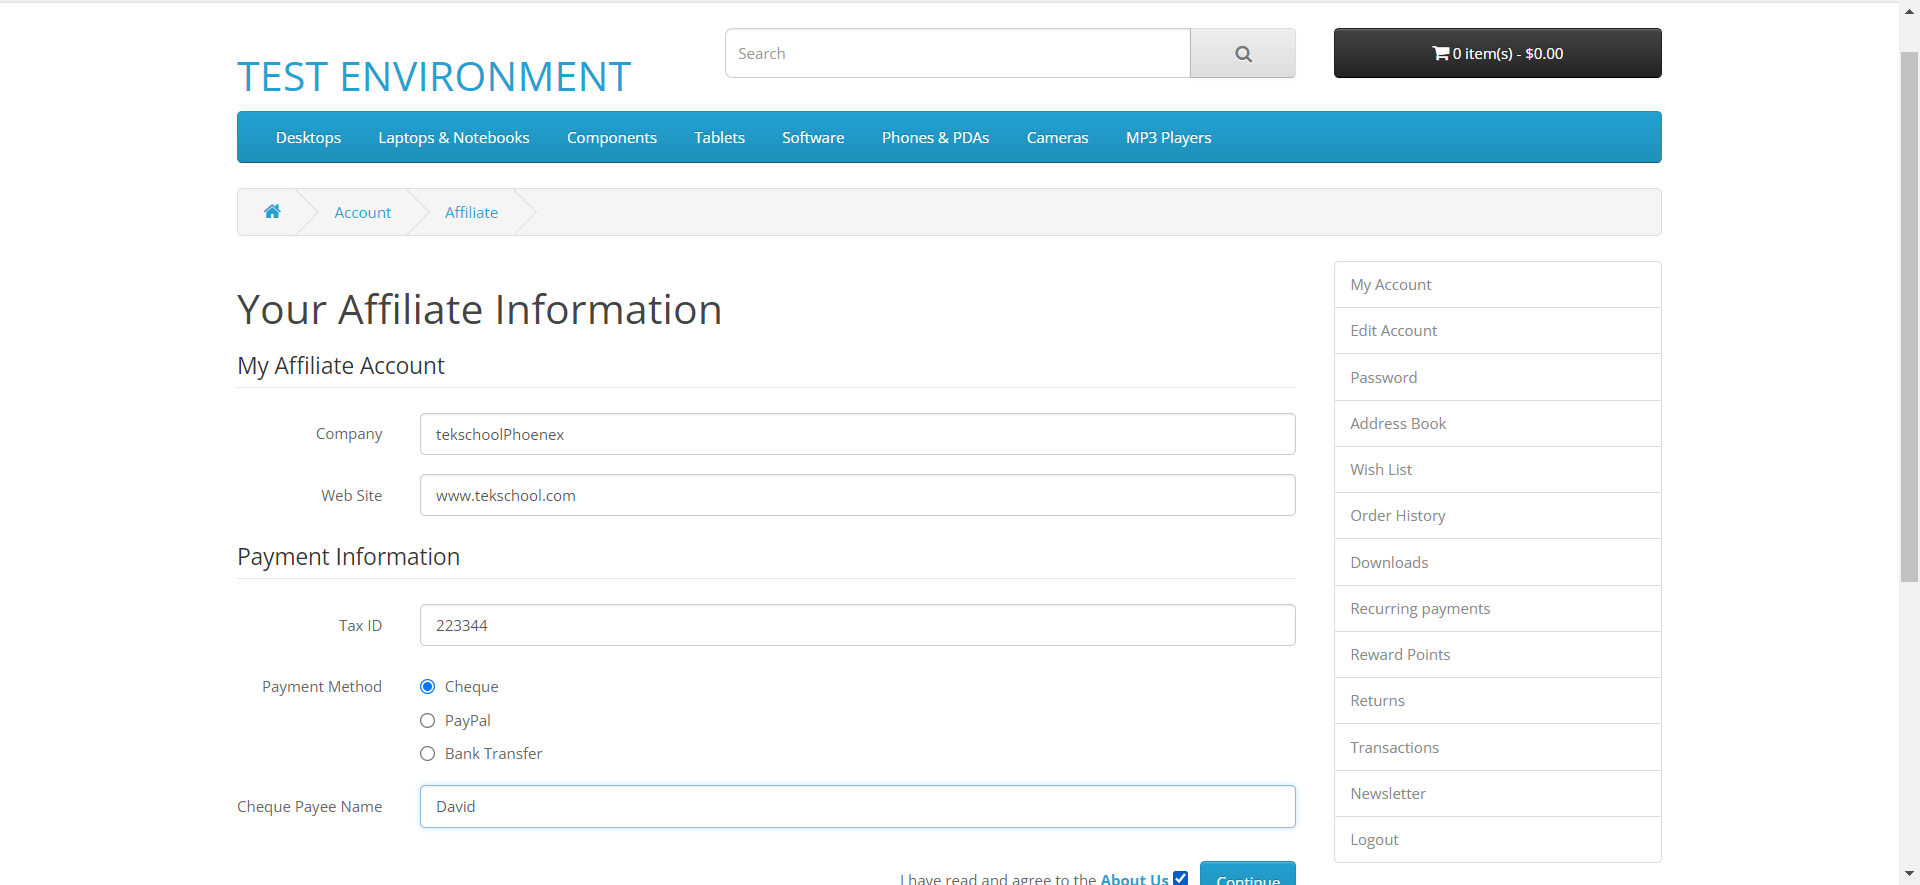 TEST ENVIRONMENT
Search
0 item(s) - $0.00
Desktops Laptops & Notebooks Components Tablets Software Phones & PDAs Cameras MP3 Players
Account Affiliate
Your Affiliate Information
My Affiliate Account
Company tekschoolPhoenex
Web Site www.tekschool.com
Payment Information
Tax ID 223344
Payment Method Cheque
PayPal
Bank Transfer
Cheque Payee Name David
I have read and agree to the About Us Continue
My Account
Edit Account
Password
Address Book
Wish List
Order History
Downloads
Recurring payments
Reward Points
Returns
Transactions
Newsletter
Logout